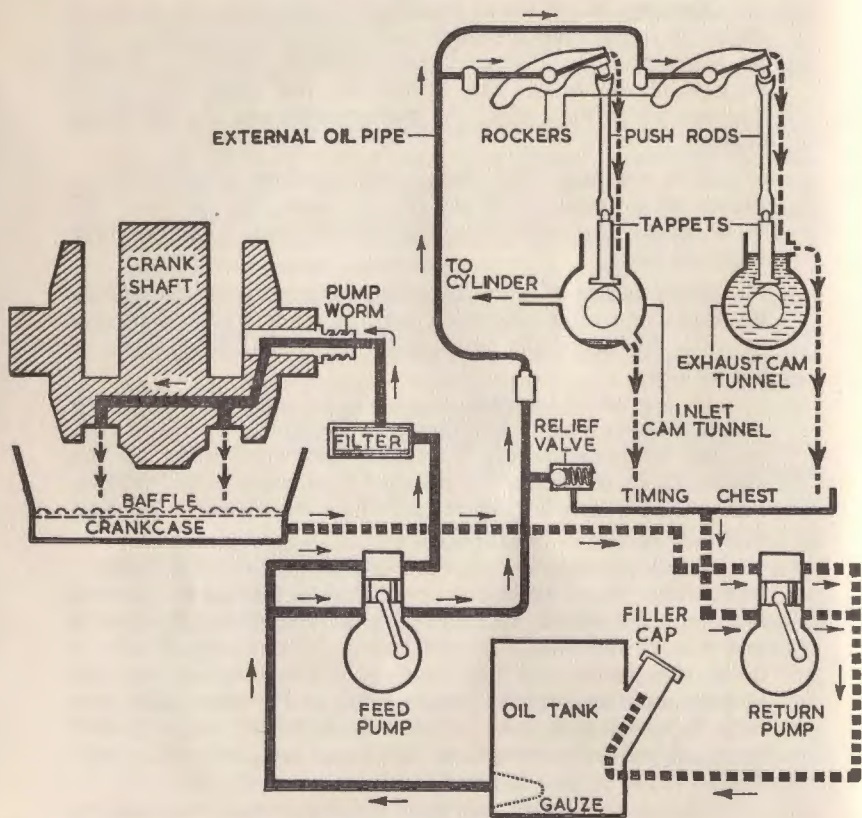 EXTERNAL OIL PIPE
ROCKERS
PUSH RODS
TAPPETS
CRANK
SHAFT
PUMP
WORM
TO
CYLINDER
EXHAUST CAM
TUNNEL
INLET
CAM TUNNEL
FILTER
RELIEF
VALVE
TIMING CHEST
BAFFLE
CRANKCASE
FILLER
CAP
FEED
PUMP
OIL TANK
GAUZE
RETURN
PUMP